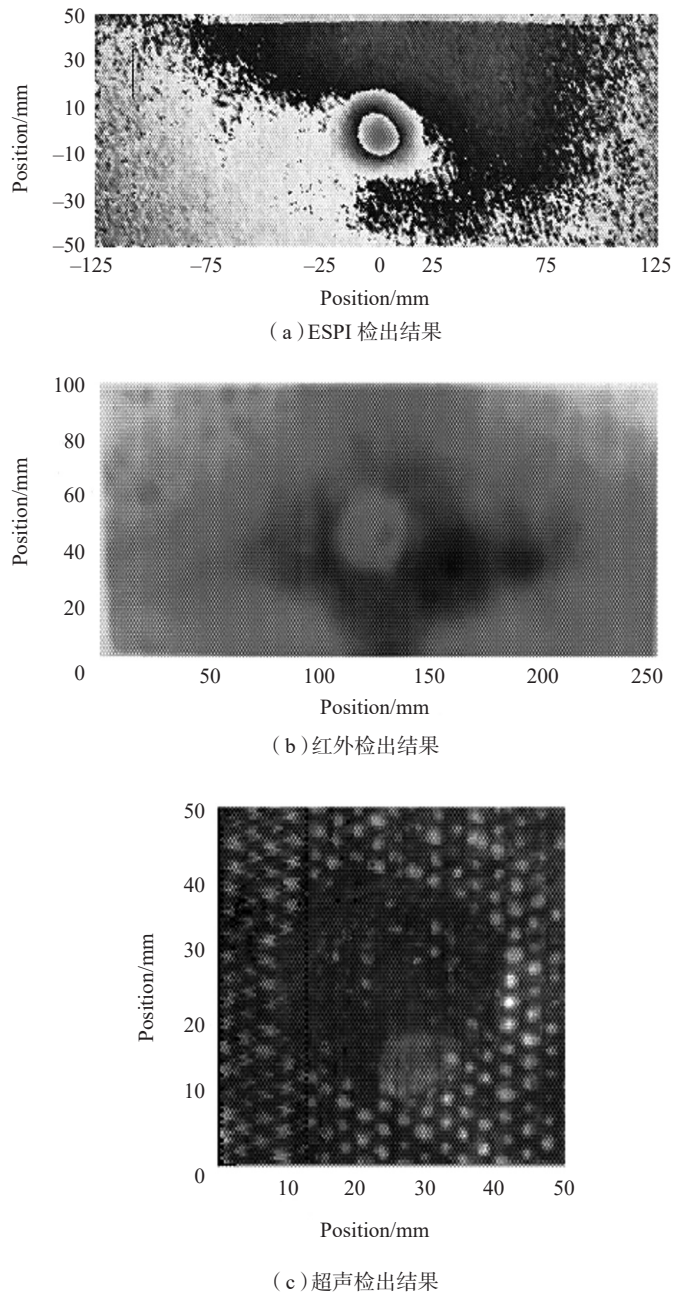 50
30
10
–10
–30
–50
Position/mm
–125 –75 –25 0 25 75 125
Position/mm
（a）ESPI 检出结果
100
80
60
40
20
0
Position/mm
50 100 150 200 250
Position/mm
（b）红外检出结果
50
40
30
20
10
0
Position/mm
10 20 30 40 50
Position/mm
（c）超声检出结果